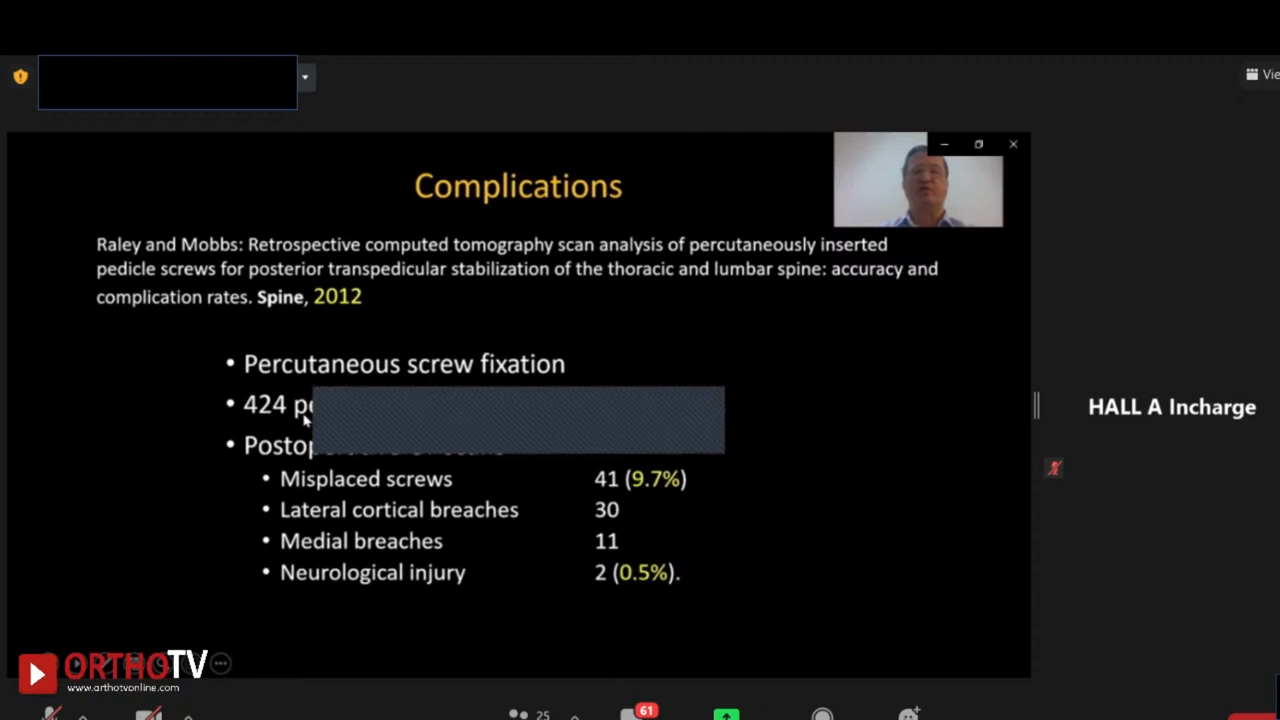 Vie
Complications
Raley and Mobbs: Retrospective computed tomography scan analysis of percutaneously inserted
pedicle screws for posterior transpedicular stabilization of the thoracic and lumbar spine: accuracy and
complication rates. Spine, 2012
• Percutaneous screw fixation
• 424
HALL A Incharge
• Misplaced screws 41 (9.7%)
• Lateral cortical breaches 30
• Medial breaches 11
• Neurological injury 2 (0.5%).
ORTHOTV
www.orthotvonline.com
25
61